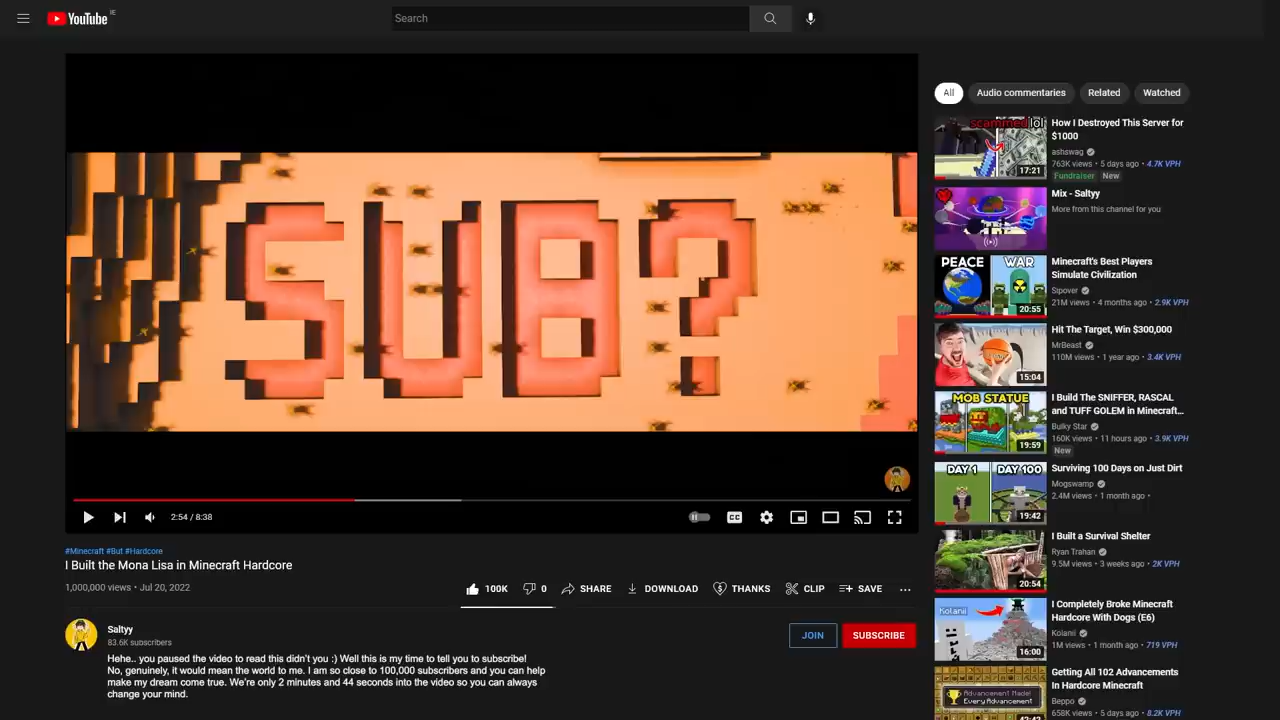 YouTube IE
Search
SUB?
2:54 / 8:38
CC
#Minecraft #But #Hardcore
I Built the Mona Lisa in Minecraft Hardcore
1,000,000 views • Jul 20, 2022
100K
0
SHARE
DOWNLOAD
THANKS
CLIP
SAVE
Saltyy
83.6K subscribers
JOIN
SUBSCRIBE
Hehe.. you paused the video to read this didn't you :) Well this is my time to tell you to subscribe!
No, genuinely, it would mean the world to me. I am so close to 100,000 subscribers and you can help
make my dream come true. We're only 2 minutes and 44 seconds into the video so you can always
change your mind.
All
Audio commentaries
Related
Watched
scammed lol
17:21
How I Destroyed This Server for
$1000
ashswag
763K views • 5 days ago • 4.7K VPH
Fundraiser
New
Mix - Saltyy
More from this channel for you
PEACE
WAR
20:55
Minecraft's Best Players
Simulate Civilization
Sipover
21M views • 4 months ago • 2.9K VPH
15:04
Hit The Target, Win $300,000
MrBeast
110M views • 1 year ago • 3.4K VPH
MOB STATUE
19:59
I Build The SNIFFER, RASCAL
and TUFF GOLEM in Minecraft...
Bulky Star
160K views • 11 hours ago • 3.9K VPH
New
DAY 1
DAY 100
19:42
Surviving 100 Days on Just Dirt
Mogswamp
2.4M views • 1 month ago •
20:54
I Built a Survival Shelter
Ryan Trahan
9.5M views • 3 weeks ago • 2K VPH
Kolanii
16:00
I Completely Broke Minecraft
Hardcore With Dogs (E6)
Kolanii
1M views • 1 month ago • 719 VPH
Advancement Made!
Every Advancement
Getting All 102 Advancements
In Hardcore Minecraft
Beppo
658K views • 5 days ago • 8.2K VPH